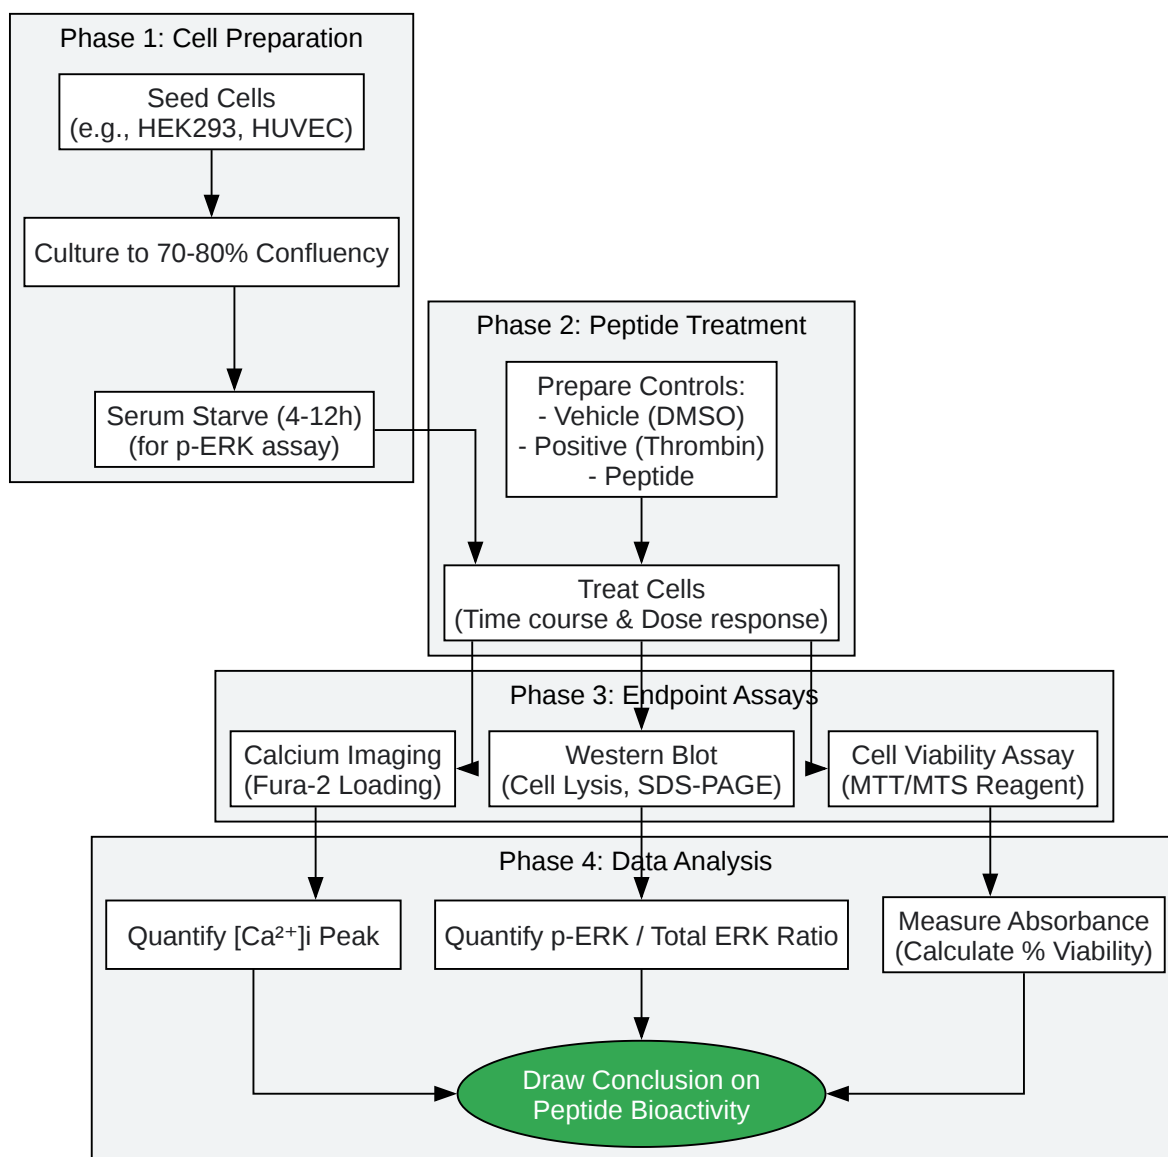 Phase 1: Cell Preparation
Seed Cells
(e.g., HEK293, HUVEC)
Culture to 70-80% Confluency
Serum Starve (4-12h)
(for p-ERK assay)
Phase 2: Peptide Treatment
Prepare Controls:
- Vehicle (DMSO)
- Positive (Thrombin)
- Peptide
Treat Cells
(Time course & Dose response)
Phase 3: Endpoint Assays
Calcium Imaging
(Fura-2 Loading)
Western Blot
(Cell Lysis, SDS-PAGE)
Cell Viability Assay
(MTT/MTS Reagent)
Phase 4: Data Analysis
Quantify [Ca²⁺]i Peak
Quantify p-ERK / Total ERK Ratio
Measure Absorbance
(Calculate % Viability)
Draw Conclusion on
Peptide Bioactivity